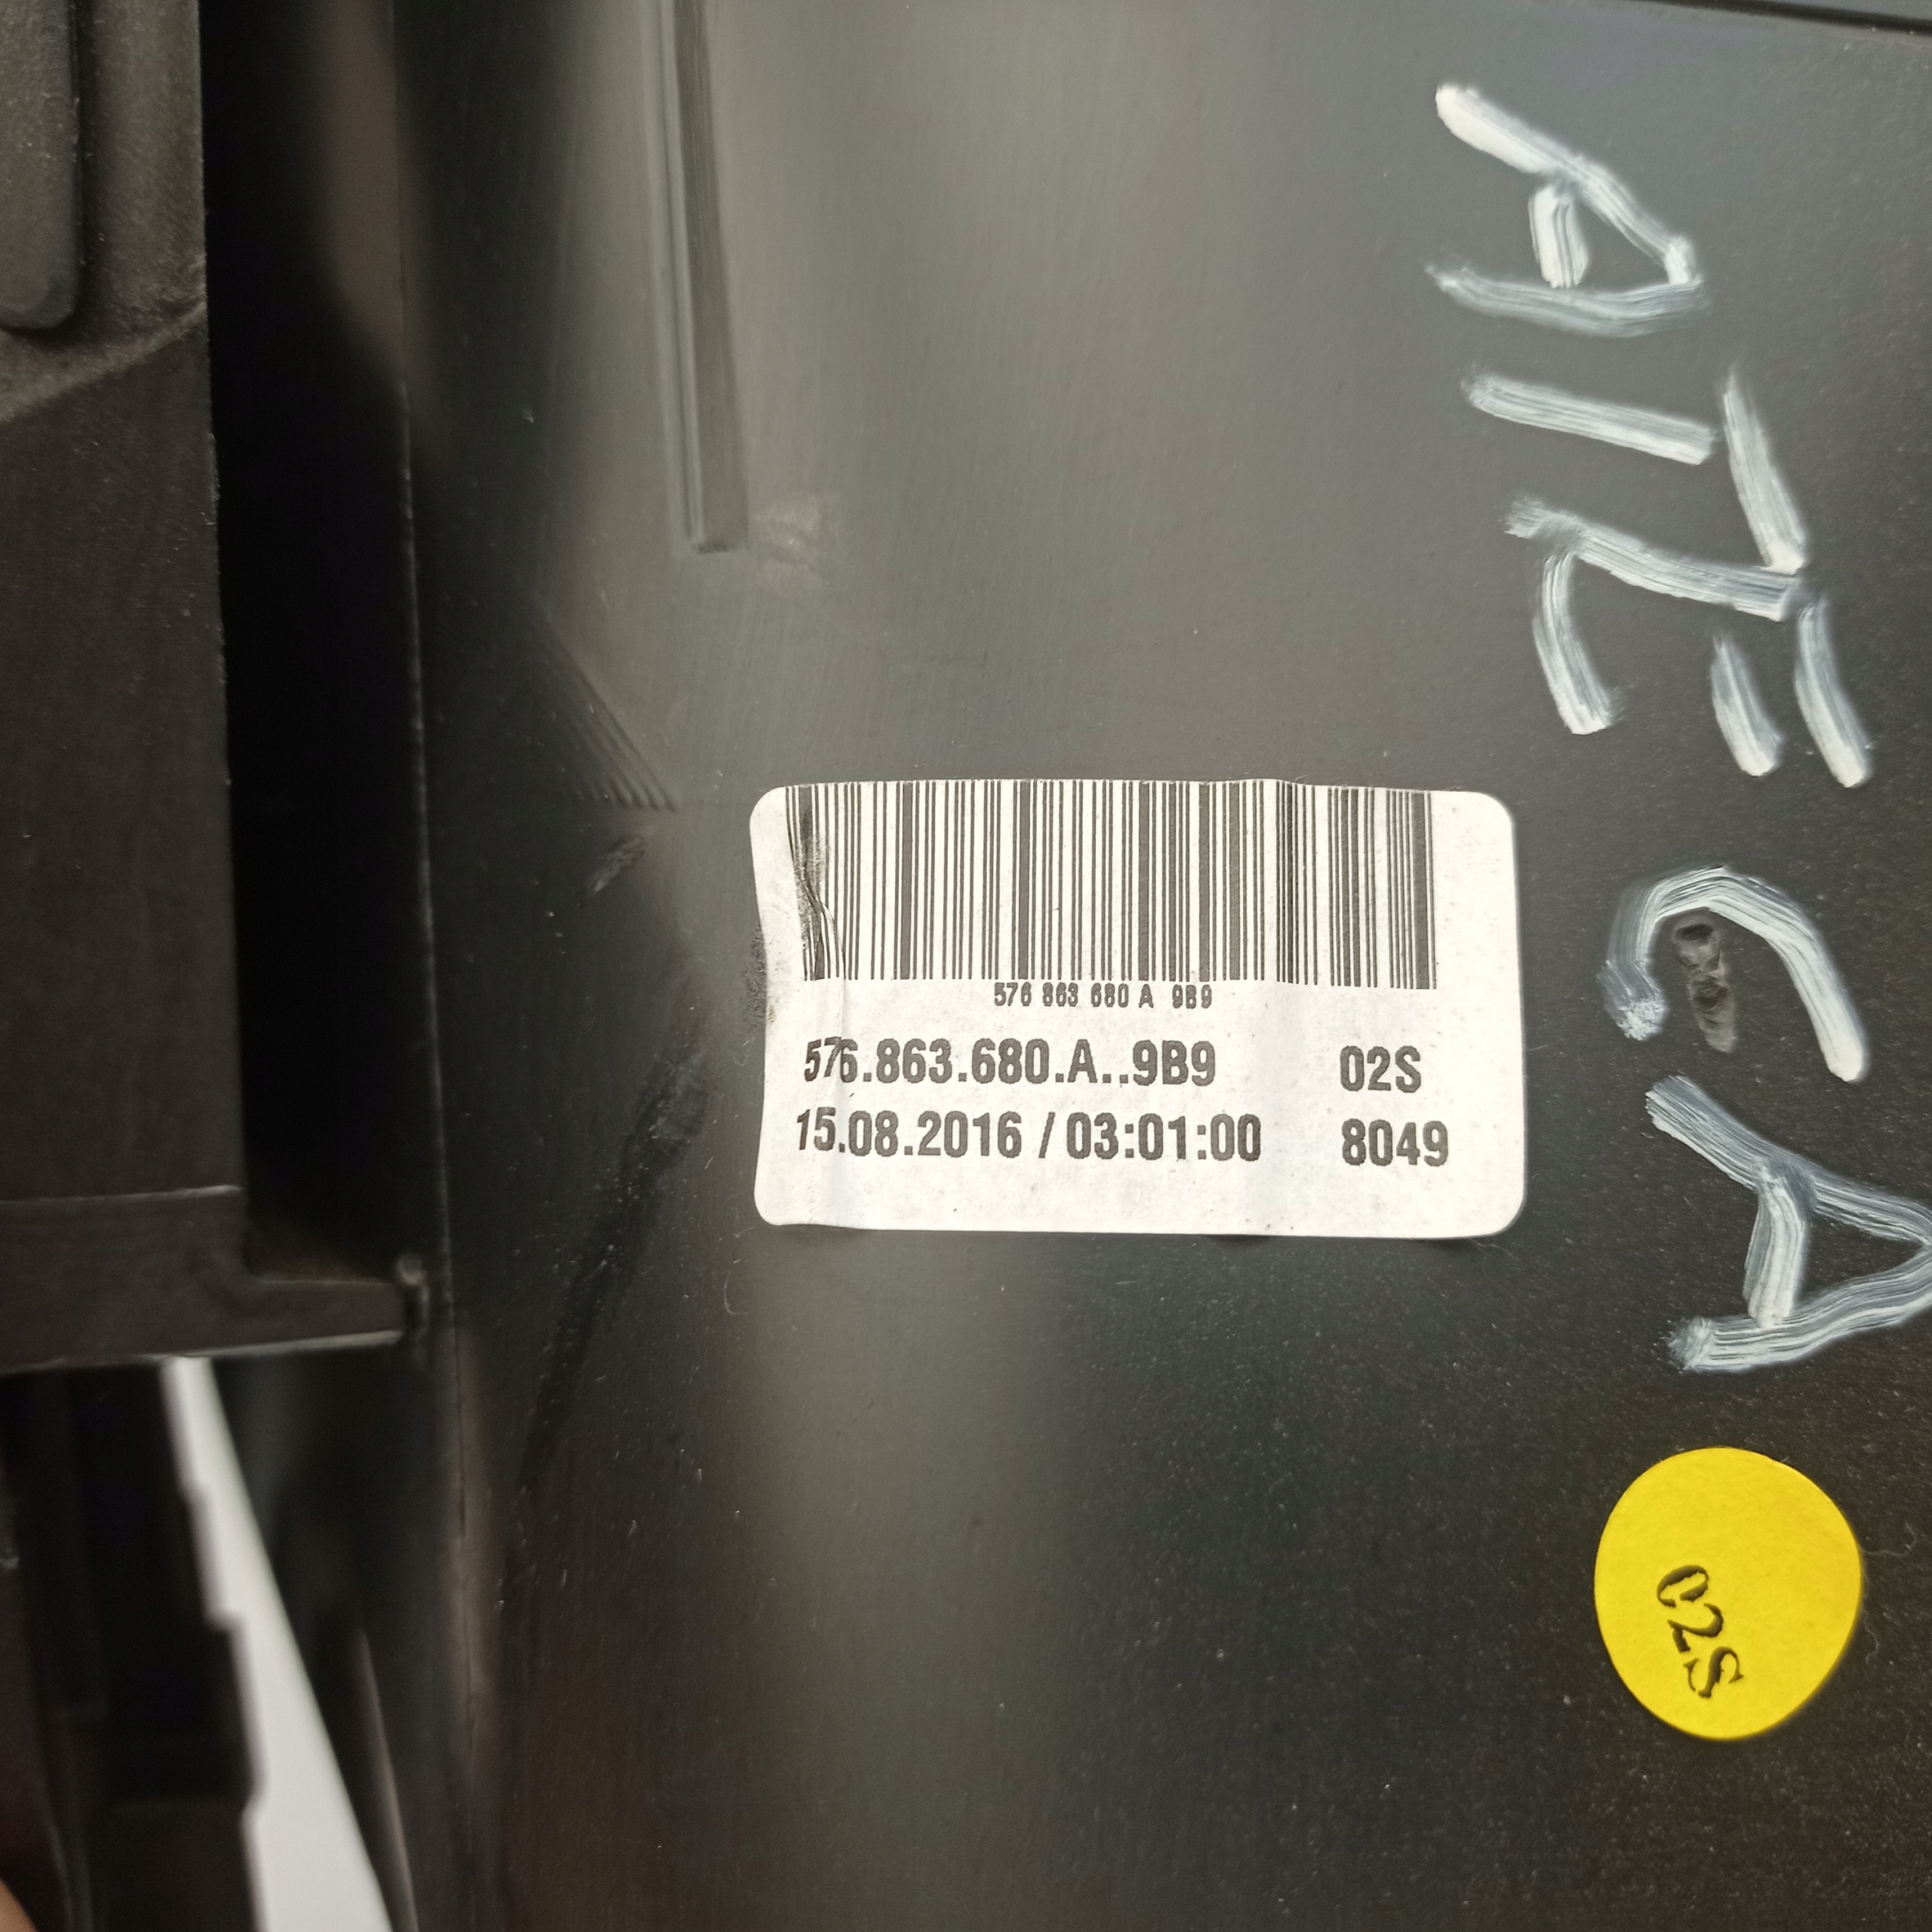 ATECA
576 863 680 A 9B9
576.863.680.A..9B9 02S
15.08.2016 / 03:01:00 8049
02S